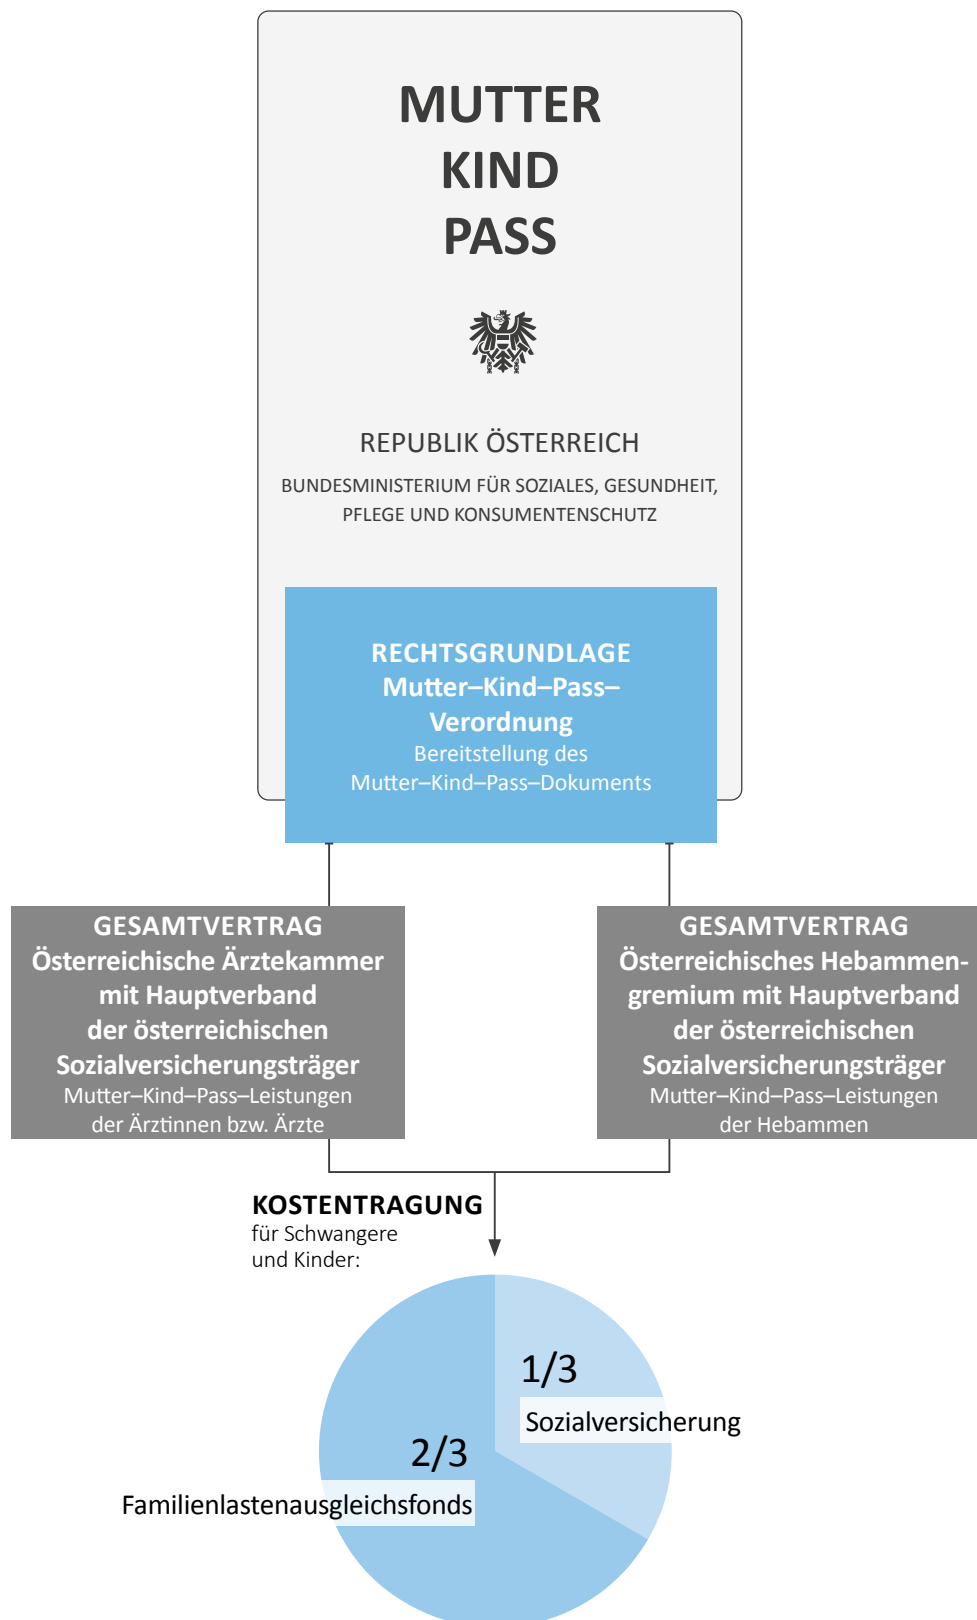 MUTTER
KIND
PASS
REPUBLIK ÖSTERREICH
BUNDESMINISTERIUM FÜR SOZIALES, GESUNDHEIT,
PFLEGE UND KONSUMENTENSCHUTZ
RECHTSGRUNDLAGE
Mutter–Kind–Pass–
Verordnung
Bereitstellung des
Mutter–Kind–Pass–Dokuments
GESAMTVERTRAG
Österreichische Ärztekammer
mit Hauptverband
der österreichischen
Sozialversicherungsträger
Mutter–Kind–Pass–Leistungen
der Ärztinnen bzw. Ärzte
GESAMTVERTRAG
Österreichisches Hebammen-
gremium mit Hauptverband
der österreichischen
Sozialversicherungsträger
Mutter–Kind–Pass–Leistungen
der Hebammen
KOSTENTRAGUNG
für Schwangere
und Kinder:
1/3
Sozialversicherung
2/3
Familienlastenausgleichsfonds